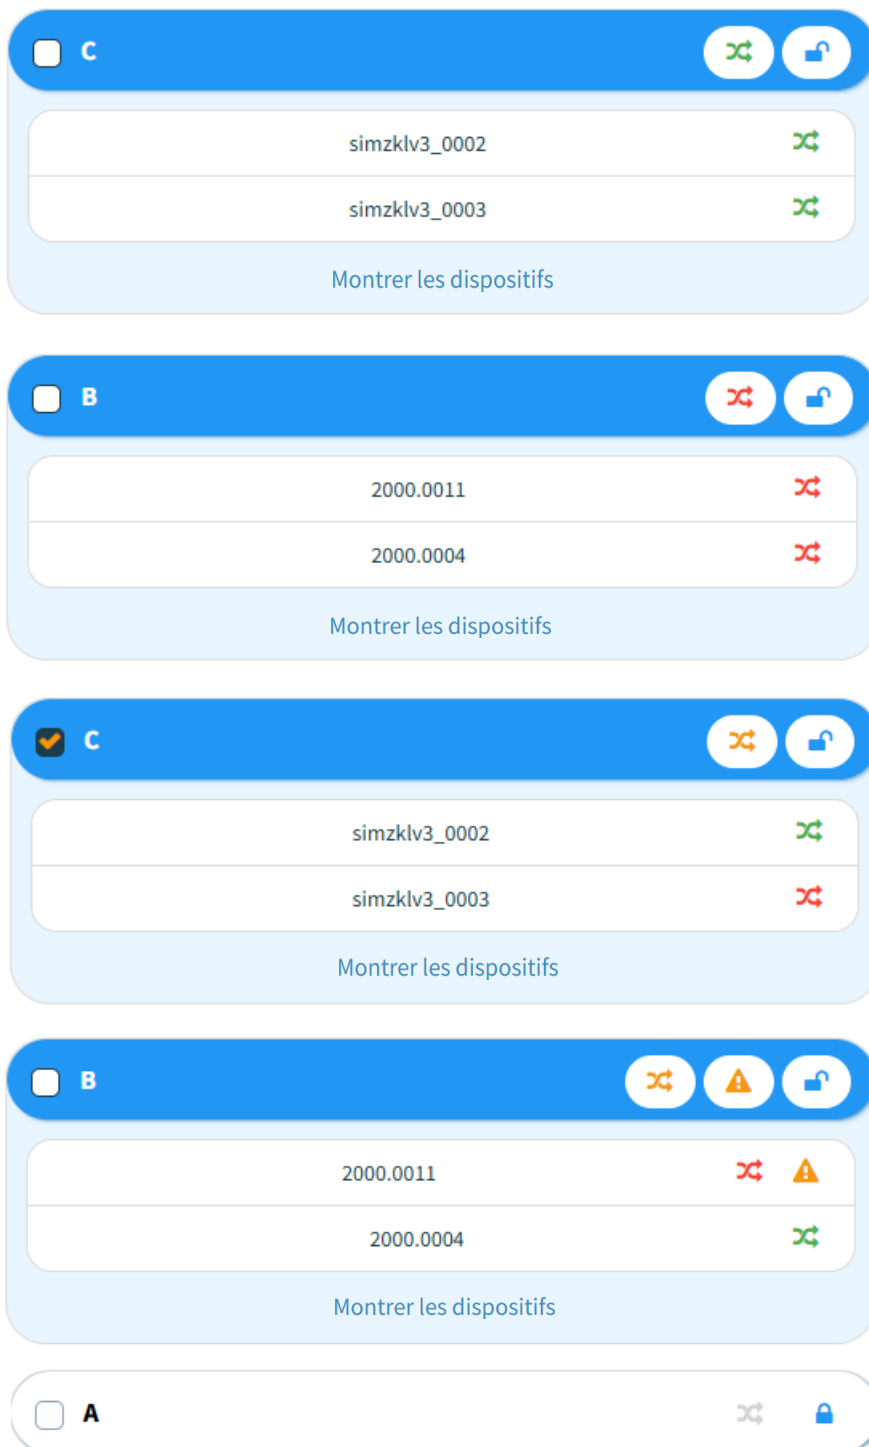 C
simzklv3_0002
simzklv3_0003
Montrer les dispositifs
B
2000.0011
2000.0004
Montrer les dispositifs
C
simzklv3_0002
simzklv3_0003
Montrer les dispositifs
B
2000.0011
2000.0004
Montrer les dispositifs
A